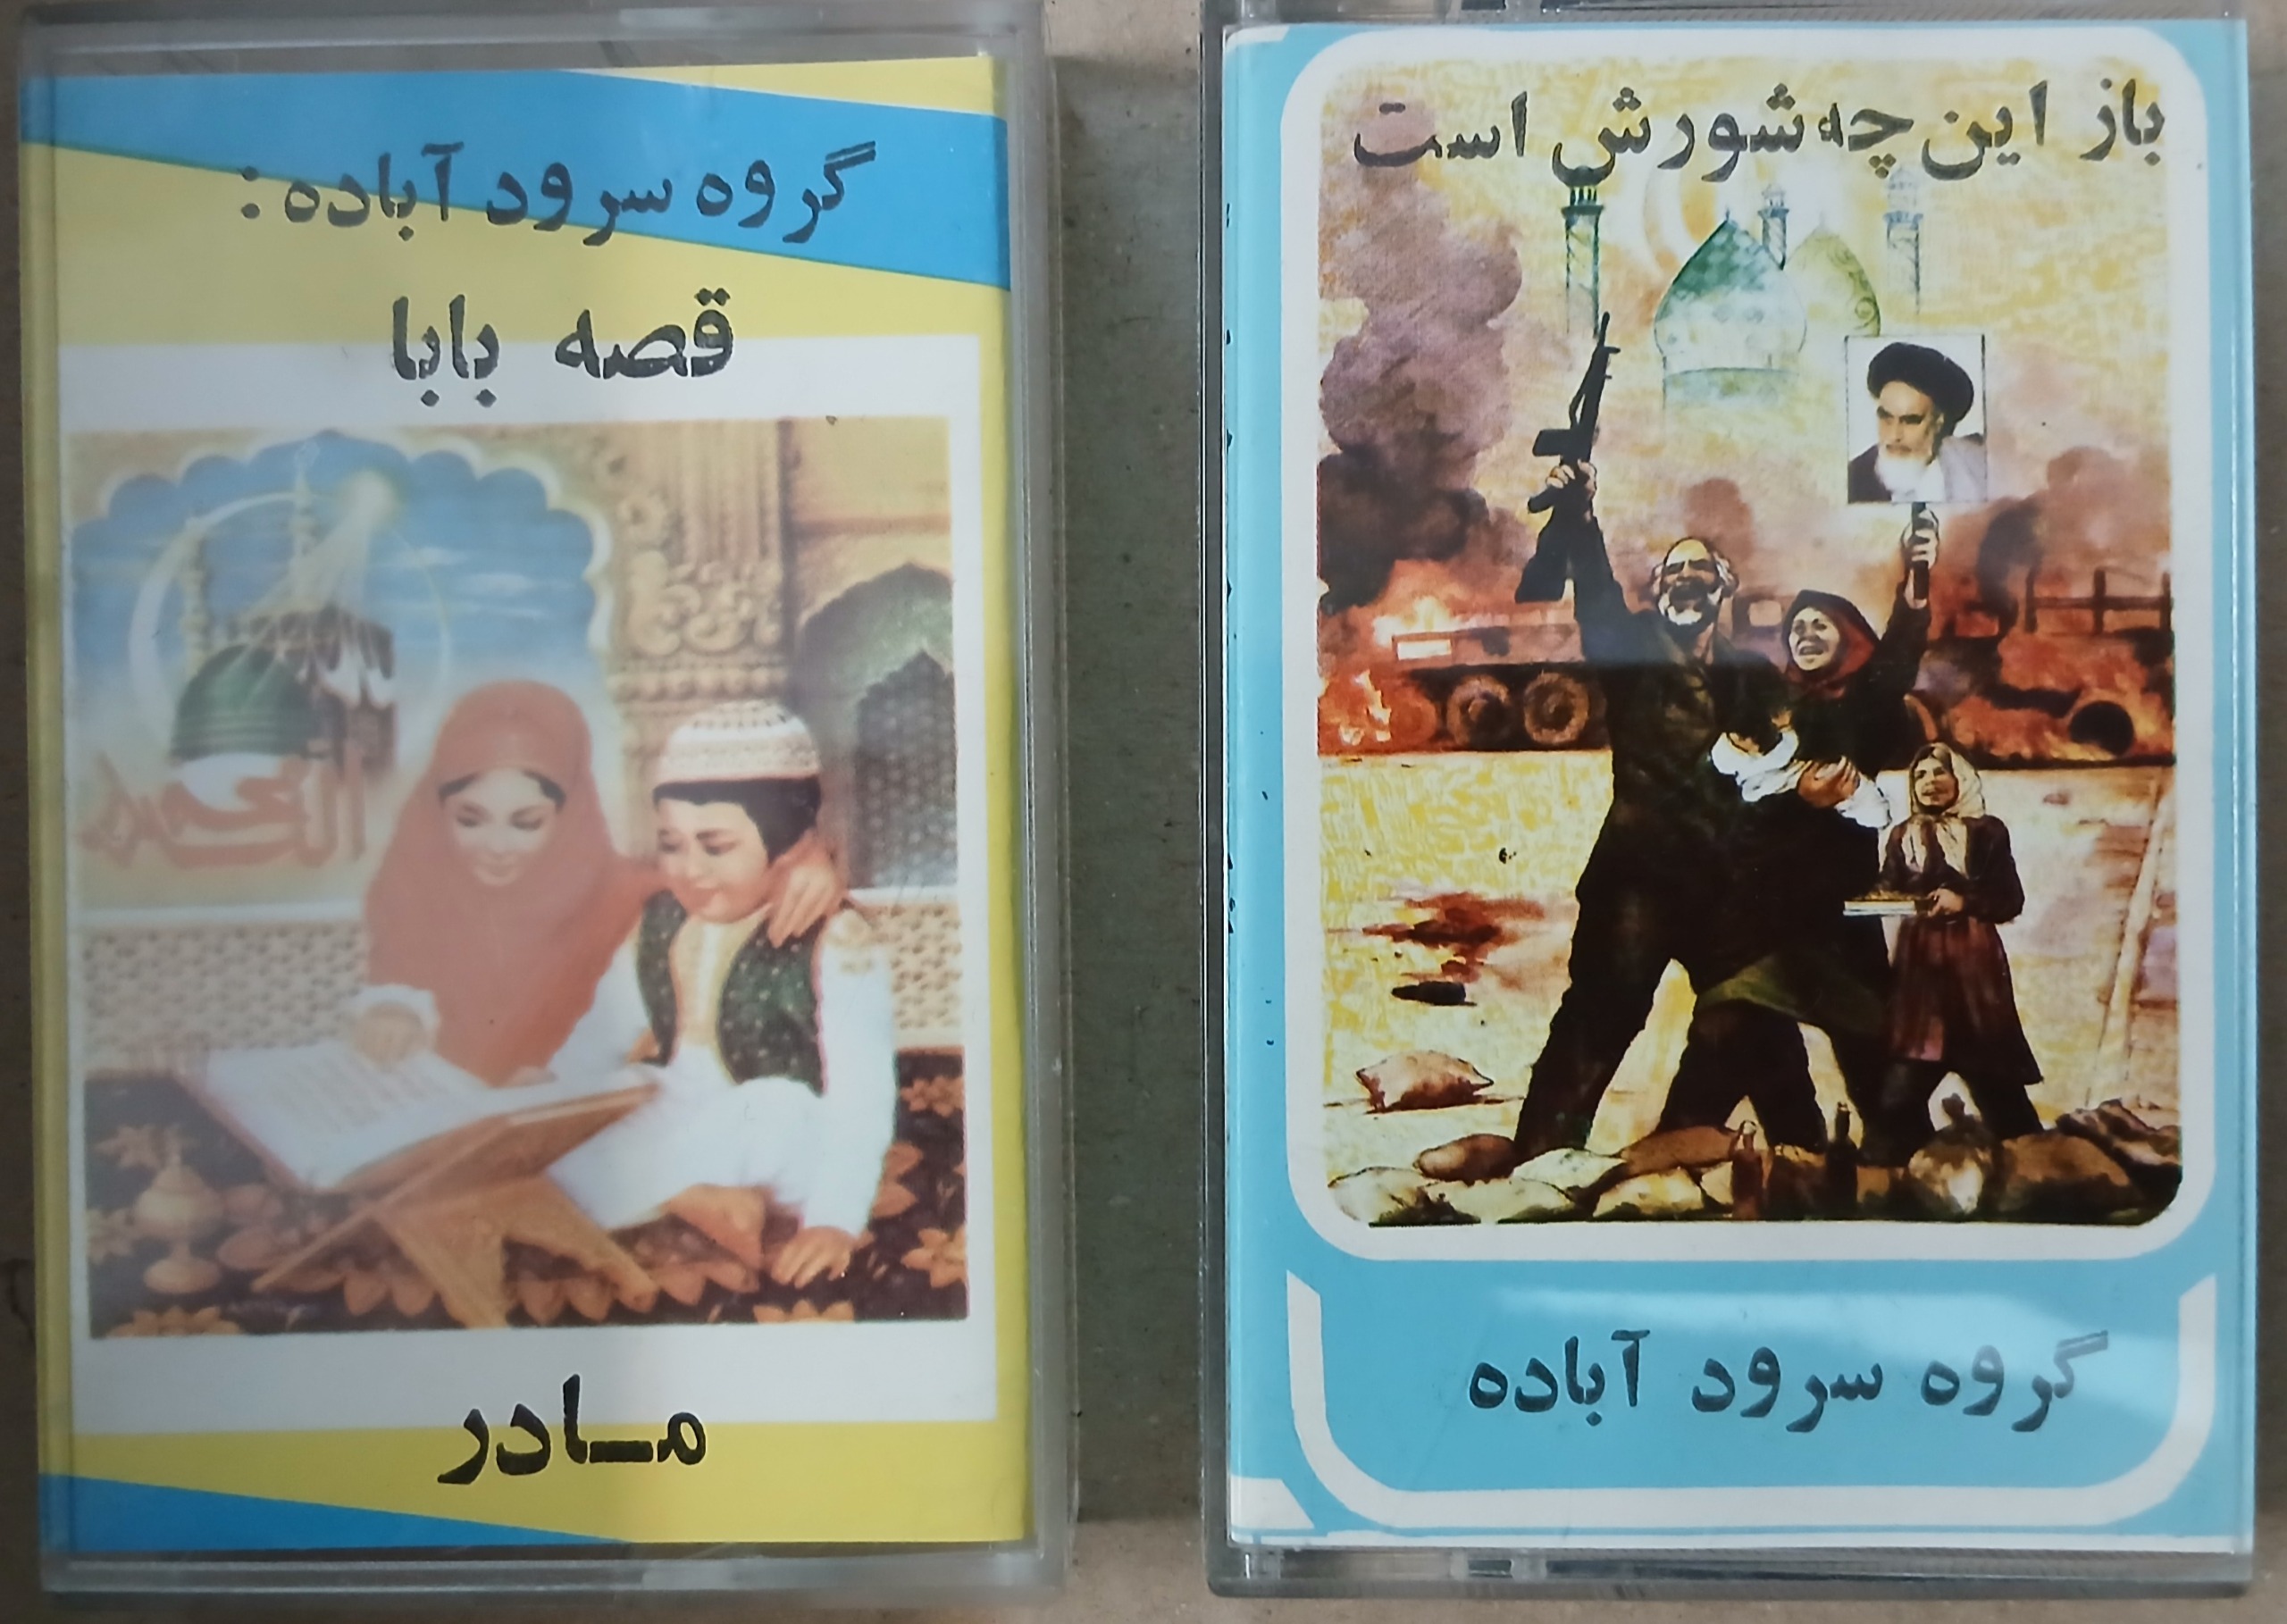 گروه سرود آباده:
قصه بابا
مادر
باز این چه شورش است
گروه سرود آباده